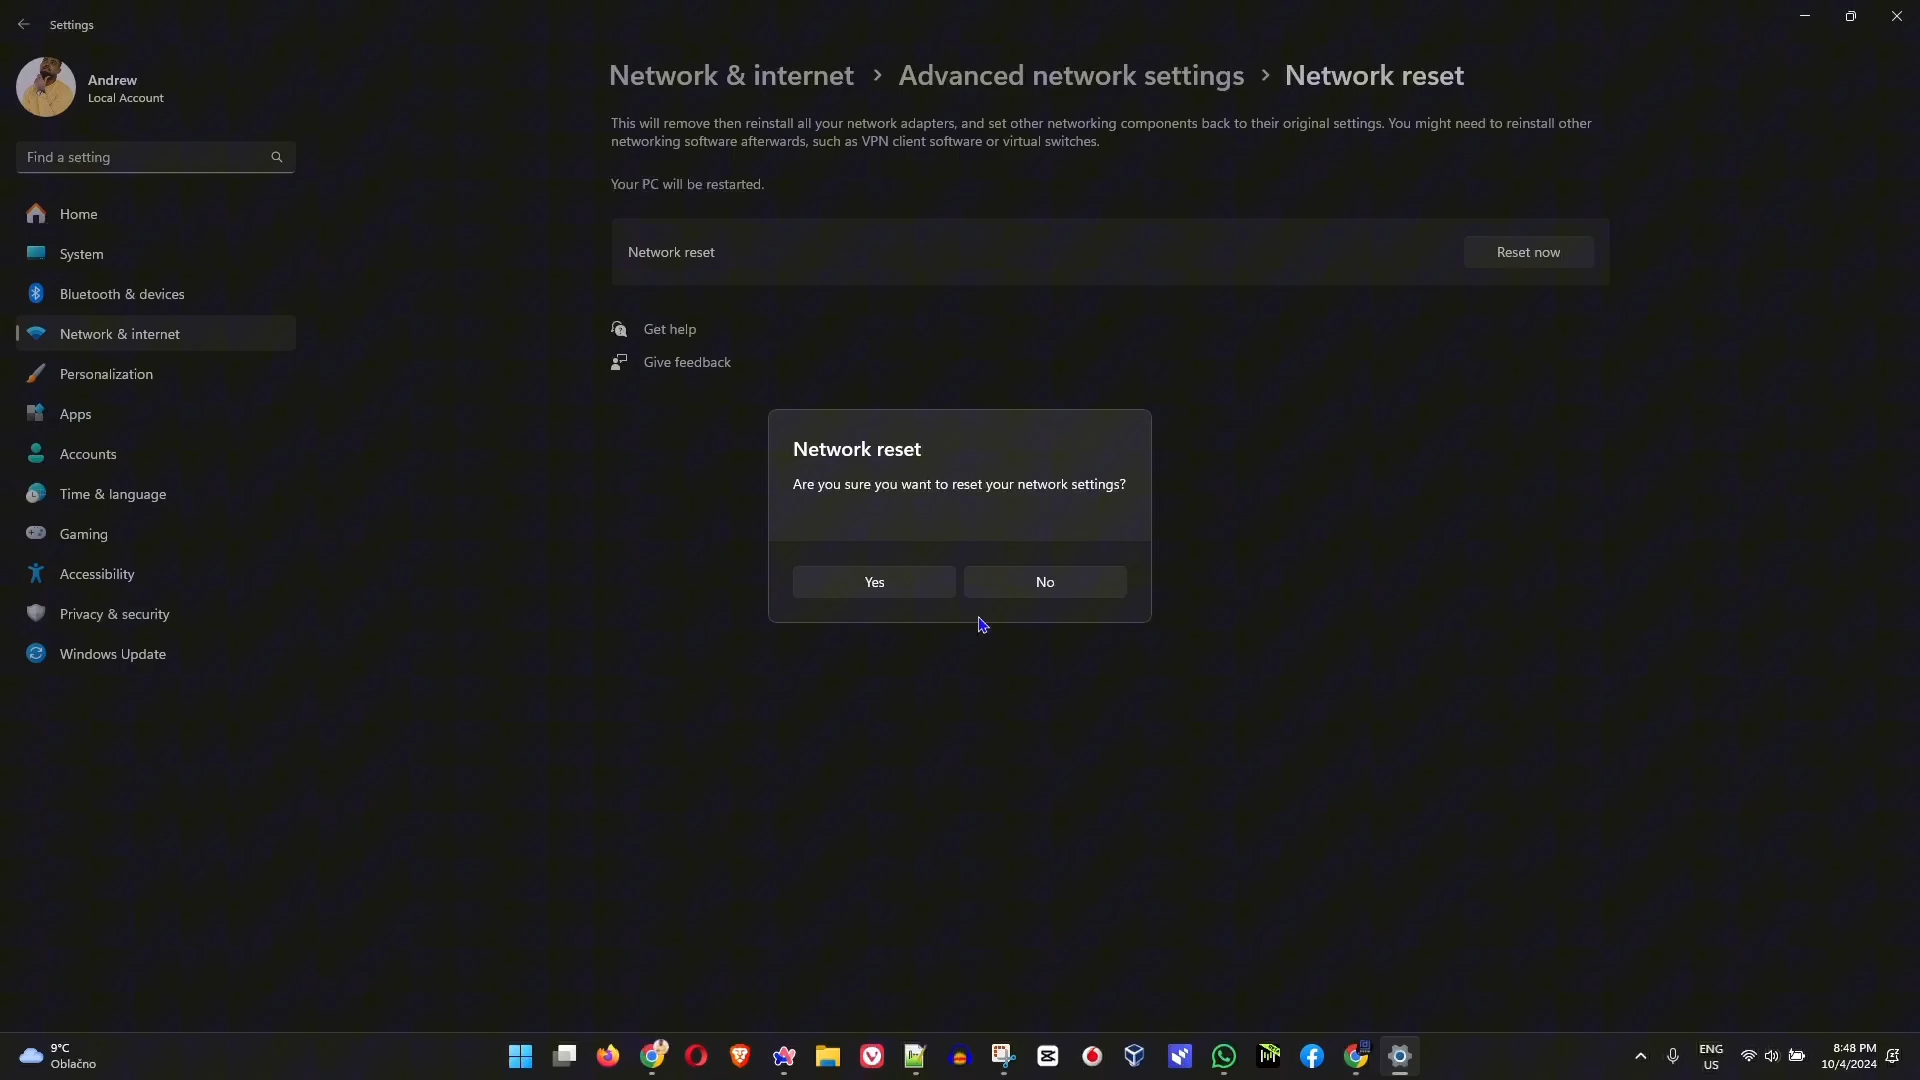 Settings
Andrew
Local Account
Find a setting
Home
System
Bluetooth & devices
Network & internet
Personalization
Apps
Accounts
Time & language
Gaming
Accessibility
Privacy & security
Windows Update
Network & internet > Advanced network settings > Network reset
This will remove then reinstall all your network adapters, and set other networking components back to their original settings. You might need to reinstall other
networking software afterwards, such as VPN client software or virtual switches.
Your PC will be restarted.
Network reset
Reset now
Get help
Give feedback
Network reset
Are you sure you want to reset your network settings?
Yes
No
9°C
Oblačno
ENG
US
8:48 PM
10/4/2024